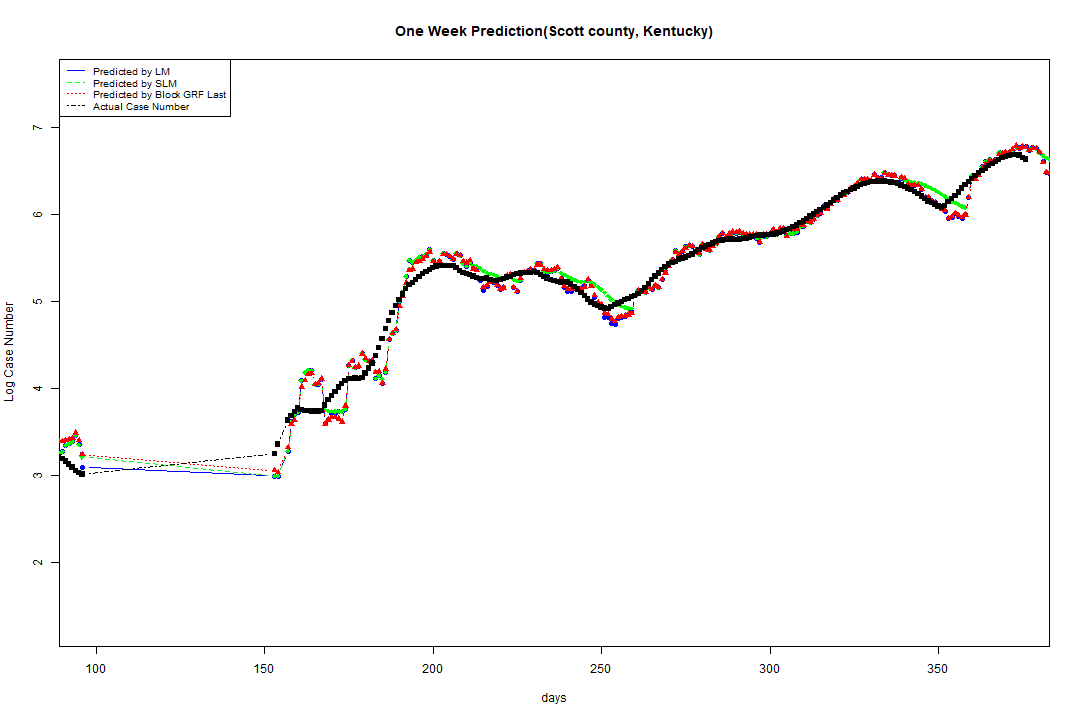 One Week Prediction(Scott county, Kentucky)
Predicted by LM
Predicted by SLM
Predicted by Block GRF Last
Actual Case Number
7
6
5
4
3
2
Log Case Number
100 150 200 250 300 350
days